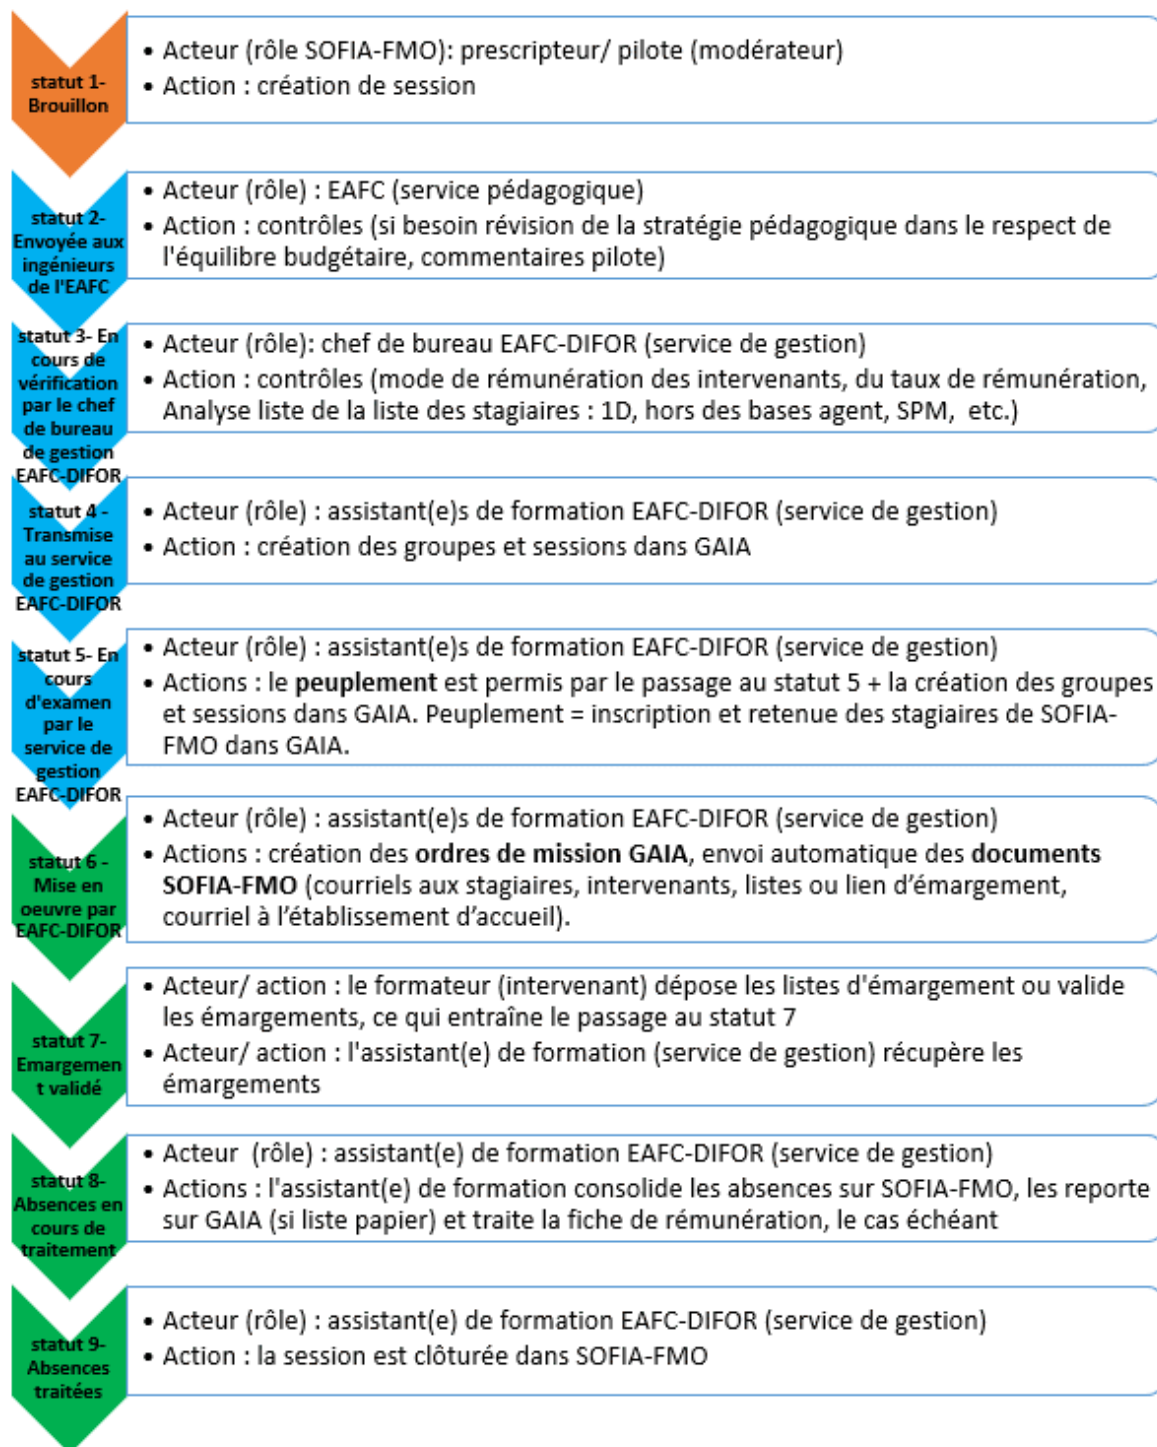 statut 1-
Brouillon
• Acteur (rôle SOFIA-FMO): prescripteur/ pilote (modérateur)
• Action : création de session
statut 2-
Envoyée aux
ingénieurs
de l'EAFC
• Acteur (rôle) : EAFC (service pédagogique)
• Action : contrôles (si besoin révision de la stratégie pédagogique dans le respect de
l'équilibre budgétaire, commentaires pilote)
statut 3- En
cours de
vérification
par le chef
de bureau
de gestion
EAFC-DIFOR
• Acteur (rôle): chef de bureau EAFC-DIFOR (service de gestion)
• Action : contrôles (mode de rémunération des intervenants, du taux de rémunération,
Analyse liste de la liste des stagiaires : 1D, hors des bases agent, SPM, etc.)
statut 4 -
Transmise
au service
de gestion
EAFC-DIFOR
• Acteur (rôle) : assistant(e)s de formation EAFC-DIFOR (service de gestion)
• Action : création des groupes et sessions dans GAIA
statut 5- En
cours
d'examen
par le
service de
gestion
EAFC-DIFOR
• Acteur (rôle) : assistant(e)s de formation EAFC-DIFOR (service de gestion)
• Actions : le peuplement est permis par le passage au statut 5 + la création des groupes
et sessions dans GAIA. Peuplement = inscription et retenue des stagiaires de SOFIA-
FMO dans GAIA.
statut 6 -
Mise en
oeuvre par
EAFC-DIFOR
• Acteur (rôle) : assistant(e)s de formation EAFC-DIFOR (service de gestion)
• Actions : création des ordres de mission GAIA, envoi automatique des documents
SOFIA-FMO (courriels aux stagiaires, intervenants, listes ou lien d’émargement,
courriel à l’établissement d’accueil).
statut 7-
Emargemen
t validé
• Acteur/ action : le formateur (intervenant) dépose les listes d'émargement ou valide
les émargements, ce qui entraîne le passage au statut 7
• Acteur/ action : l'assistant(e) de formation (service de gestion) récupère les
émargements
statut 8-
Absences en
cours de
traitement
• Acteur (rôle) : assistant(e) de formation EAFC-DIFOR (service de gestion)
• Actions : l'assistant(e) de formation consolide les absences sur SOFIA-FMO, les reporte
sur GAIA (si liste papier) et traite la fiche de rémunération, le cas échéant
statut 9-
Absences
traitées
• Acteur (rôle) : assistant(e) de formation EAFC-DIFOR (service de gestion)
• Action : la session est clôturée dans SOFIA-FMO